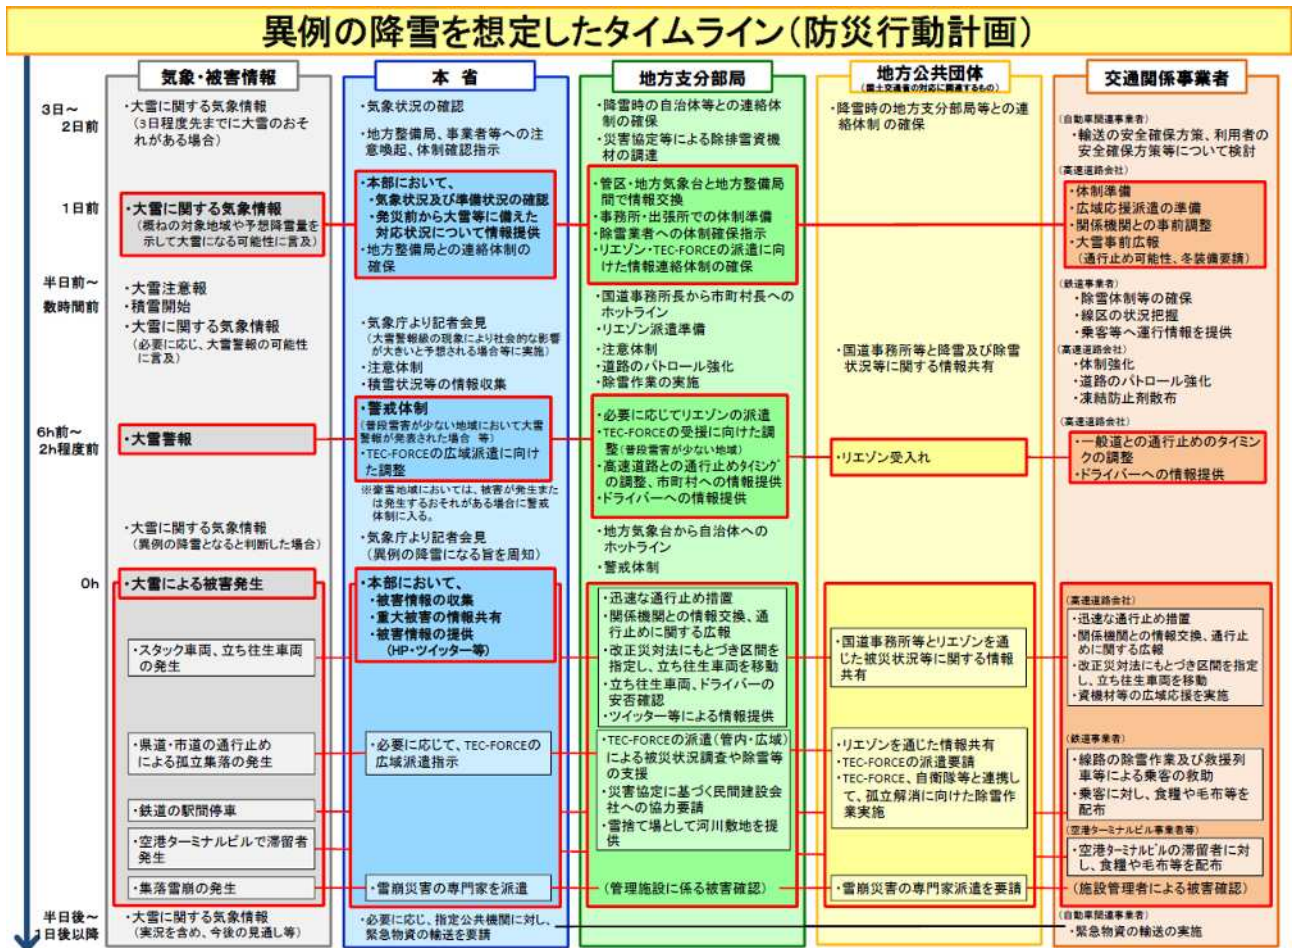 異例の降雪を想定したタイムライン(防災行動計画)
3日～
2日前
1日前
半日前～
数時間前
6h前～
2h程度前
0h
半日後～
1日後以降
気象・被害情報
・大雪に関する気象情報
(3日程度先までに大雪のおそ
れがある場合)
・大雪に関する気象情報
(概ねの対象地域や予想降雪量を
示して大雪になる可能性に言及)
・大雪注意報
・積雪開始
・大雪に関する気象情報
(必要に応じ、大雪警報の可能性
に言及)
・大雪警報
・大雪に関する気象情報
(異例の降雪となると判断した場合)
・大雪による被害発生
・スタック車両、立ち往生車両
の発生
・県道・市道の通行止め
による孤立集落の発生
・鉄道の駅間停車
・空港ターミナルビルで滞留者
発生
・集落雪崩の発生
・大雪に関する気象情報
(実況を含め、今後の見通し等)
本省
・気象状況の確認
・地方整備局、事業者等への注
意喚起、体制確認指示
・本部において、
・気象状況及び準備状況の確認
・発災前から大雪等に備えた
対応状況について情報提供
・地方整備局との連絡体制の
確保
・気象庁より記者会見
(大雪警報級の現象により社会的な影響
が大きいと予想される場合等に実施)
・注意体制
・積雪状況等の情報収集
・警戒体制
(普段雪害が少ない地域において大雪
警報が発表された場合 等)
・TEC-FORCEの広域派遣に向け
た調整
※豪雪地域においては、被害が発生また
は発生するおそれがある場合に警戒
体制に入る。
・気象庁より記者会見
(異例の降雪になる旨を周知)
・本部において、
・被害情報の収集
・重大被害の情報共有
・被害情報の提供
(HP・ツイッター等)
・必要に応じて、TEC-FORCEの
広域派遣指示
・雪崩災害の専門家を派遣
・必要に応じ、指定公共機関に対し、
緊急物資の輸送を要請
地方支分部局
・降雪時の自治体等との連絡体
制の確保
・災害協定等による除排雪資機
材の調達
・管区・地方気象台と地方整備局
間で情報交換
・事務所・出張所での体制準備
・除雪業者への体制確保指示
・リエゾン・TEC-FORCEの派遣に向
けた情報連絡体制の確保
・国道事務所長から市町村長への
ホットライン
・リエゾン派遣準備
・注意体制
・道路のパトロール強化
・除雪作業の実施
・必要に応じてリエゾンの派遣
・TEC-FORCEの受援に向けた調
整(普段雪害が少ない地域)
・高速道路との通行止めタイミング
の調整、市町村への情報提供
・ドライバーへの情報提供
・地方気象台から自治体への
ホットライン
・警戒体制
・迅速な通行止め措置
・関係機関との情報交換、通
行止めに関する広報
・改正災対法にもとづき区間を
指定し、立ち往生車両を移動
・立ち往生車両、ドライバーの
安否確認
・ツイッター等による情報提供
・TEC-FORCEの派遣(管内・広域)
による被災状況調査や除雪等
の支援
・災害協定に基づく民間建設会
社への協力要請
・雪捨て場として河川敷地を提
供
(管理施設に係る被害確認)
地方公共団体
(国土交通省の対応に関連するもの)
・降雪時の地方支分部局等との連
絡体制 の確保
・国道事務所等と降雪及び除雪
状況等に関する情報共有
・リエゾン受入れ
・国道事務所等とリエゾンを通
じた被災状況等に関する情報
共有
・リエゾンを通じた情報共有
・TEC-FORCEの派遣要請
・TEC-FORCE、自衛隊等と連携し
て、孤立解消に向けた除雪作
業実施
・雪崩災害の専門家派遣を要請
交通関係事業者
(自動車関連事業者)
・輸送の安全確保方策、利用者の
安全確保方策等について検討
(高速道路会社)
・体制準備
・広域応援派遣の準備
・関係機関との事前調整
・大雪事前広報
(通行止め可能性、冬装備要請)
(鉄道事業者)
・除雪体制等の確保
・線区の状況把握
・乗客等へ運行情報を提供
(高速道路会社)
・体制強化
・道路のパトロール強化
・凍結防止剤散布
(高速道路会社)
・一般道との通行止めのタイミン
グの調整
・ドライバーへの情報提供
(高速道路会社)
・迅速な通行止め措置
・関係機関との情報交換、通行止め
に関する広報
・改正災対法にもとづき区間を指定
し、立ち往生車両を移動
・資機材等の広域応援を実施
(鉄道事業者)
・線路の除雪作業及び救援列
車等による乗客の救助
・乗客に対し、食糧や毛布等を
配布
(空港ターミナルビル事業者等)
・空港ターミナルビルの滞留者に対
し、食糧や毛布等を配布
(施設管理者による被害確認)
(自動車関連事業者)
・緊急物資の輸送の実施